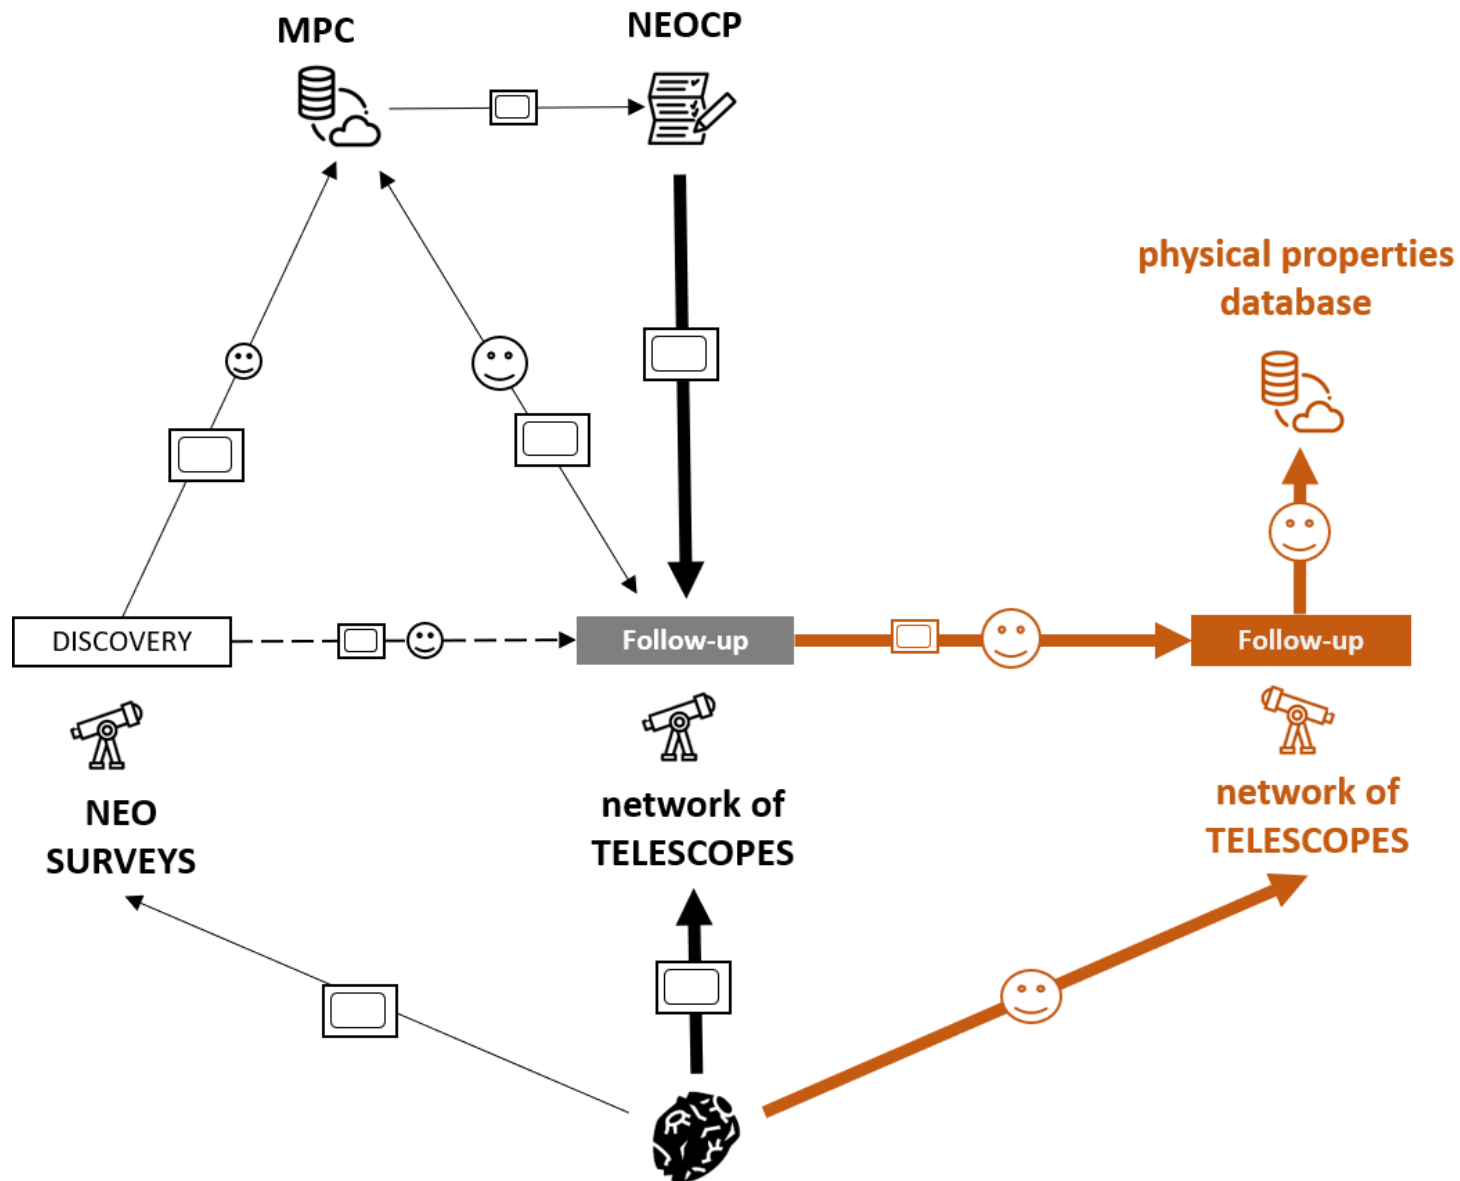 MPC
NEOCP
physical properties
database
DISCOVERY
Follow-up
Follow-up
NEO
SURVEYS
network of
TELESCOPES
network of
TELESCOPES